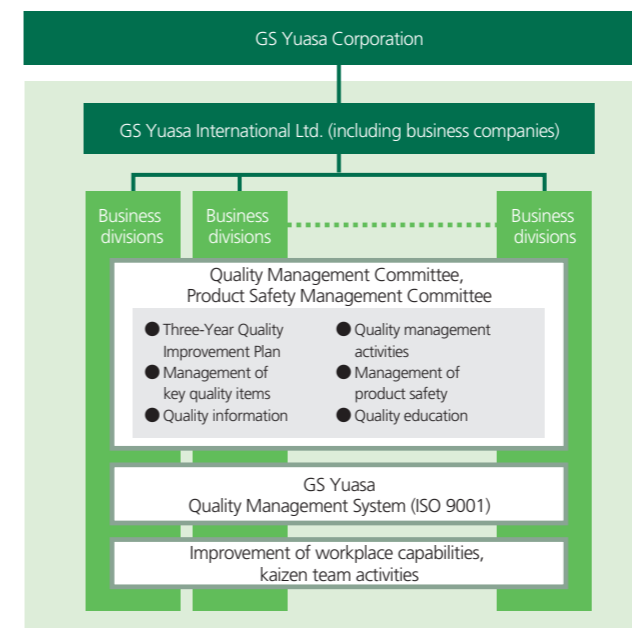 GS Yuasa Corporation
GS Yuasa International Ltd. (including business companies)
Business
divisions
Business
divisions
Business
divisions
Quality Management Committee,
Product Safety Management Committee
● Three-Year Quality
Improvement Plan
● Management of
key quality items
● Quality information
● Quality management
activities
● Management of
product safety
● Quality education
GS Yuasa
Quality Management System (ISO 9001)
Improvement of workplace capabilities,
kaizen team activities